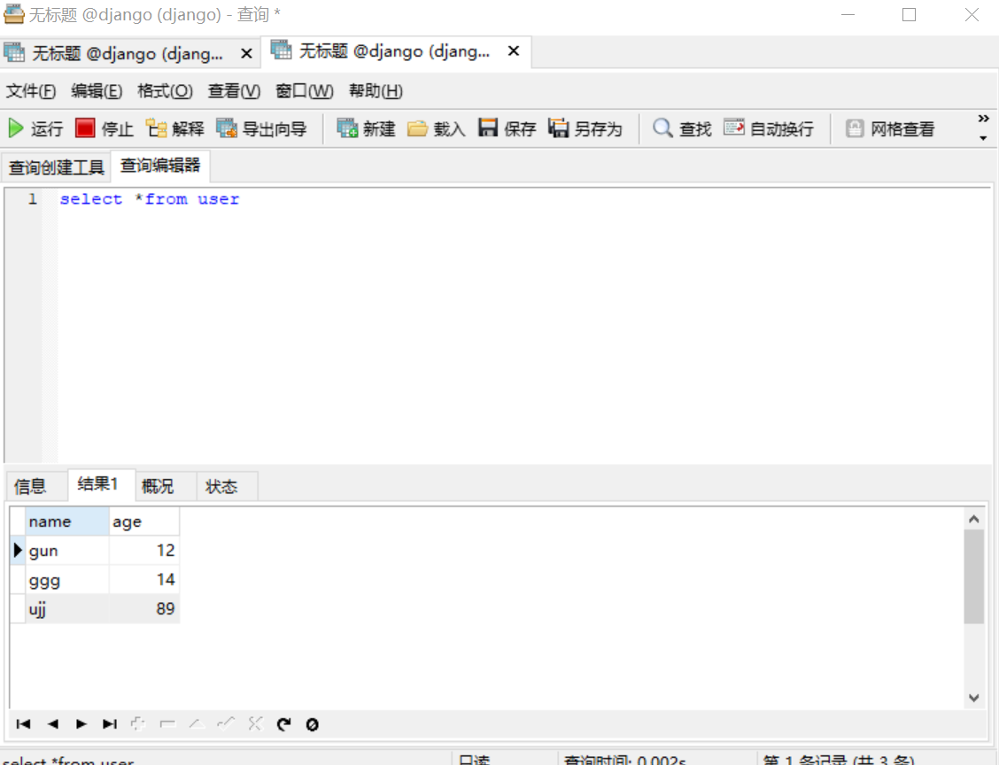 无标题 @django (django) - 查询 *
无标题 @django (djang... 无标题 @django (djang...
文件(F) 编辑(E) 格式(O) 查看(V) 窗口(W) 帮助(H)
运行 停止 解释 导出向导 新建 载入 保存 另存为 查找 自动换行 网格查看
查询创建工具 查询编辑器
1 select *from user
信息 结果1 概况 状态
name age
gun 12
ggg 14
ujj 89
select *from user 只读 查询时间: 0.002s 第 1 条记录 (共 3 条)